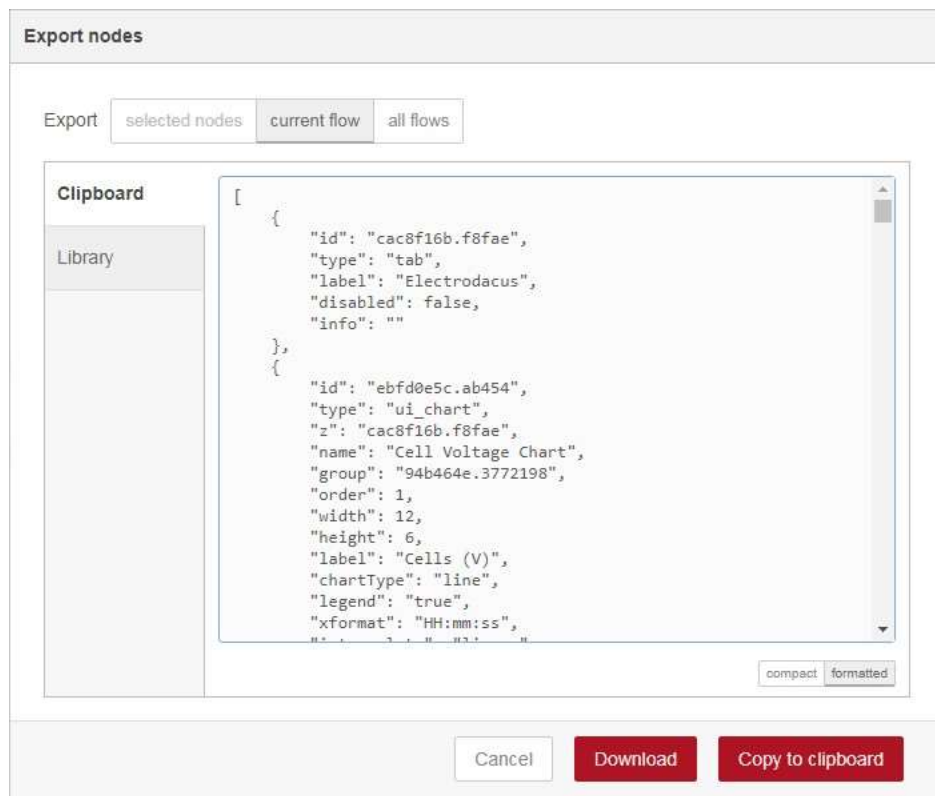 Export nodes
Export selected nodes current flow all flows
Clipboard
Library
[
    {
        "id": "cac8f16b.f8fae",
        "type": "tab",
        "label": "Electrodacus",
        "disabled": false,
        "info": ""
    },
    {
        "id": "ebfd0e5c.ab454",
        "type": "ui_chart",
        "z": "cac8f16b.f8fae",
        "name": "Cell Voltage Chart",
        "group": "94b464e.3772198",
        "order": 1,
        "width": 12,
        "height": 6,
        "label": "Cells (V)",
        "chartType": "line",
        "legend": "true",
        "xformat": "HH:mm:ss",
compact formatted
Cancel Download Copy to clipboard